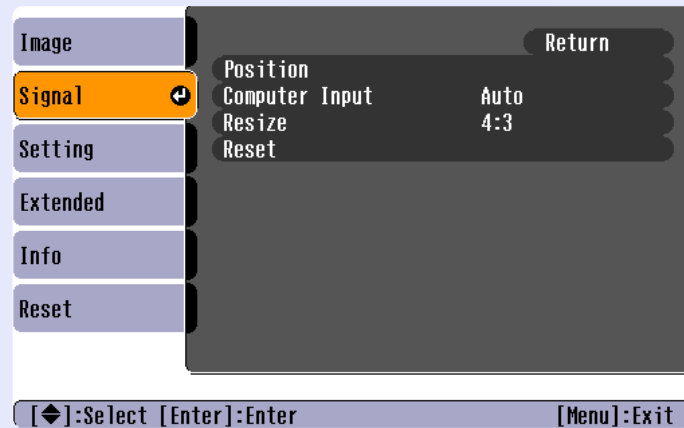 Image
Signal
Setting
Extended
Info
Reset
Return
Position
Computer Input Auto
Resize 4:3
Reset
[◆]:Select [Enter]:Enter [Menu]:Exit